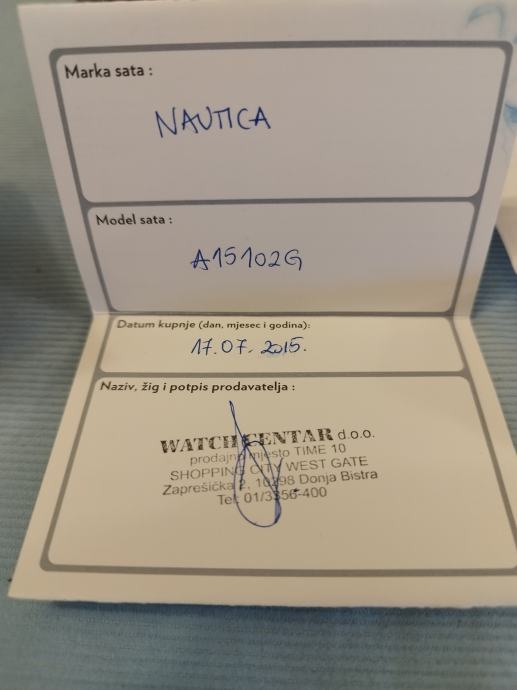 Marka sata :
NAUTICA
Model sata :
A15102G
Datum kupnje (dan, mjesec i godina):
17.07.2015.
Naziv, žig i potpis prodavatelja :
WATCH CENTAR d.o.o.
prodajno mjesto TIME 10
SHOPPING CITY WEST GATE
Zaprešićka 2, 10298 Donja Bistra
Tel: 01/3356-400